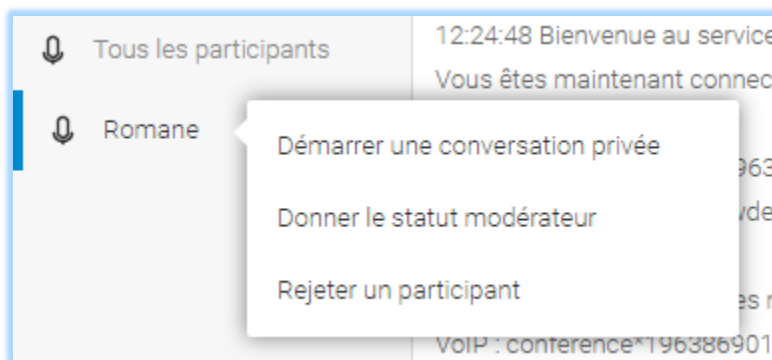 Tous les participants
Romane
Démarrer une conversation privée
Donner le statut modérateur
Rejeter un participant
12:24:48 Bienvenue au service
Vous êtes maintenant
VoIP : conference*196386901